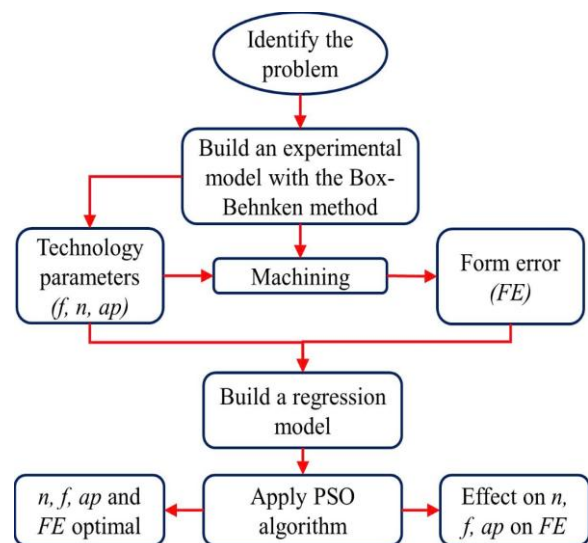 Identify the
problem
Build an experimental
model with the Box-
Behnken method
Technology
parameters
(f, n, ap)
Machining
Form error
(FE)
Build a regression
model
n, f, ap and
FE optimal
Apply PSO
algorithm
Effect on n,
f, ap on FE